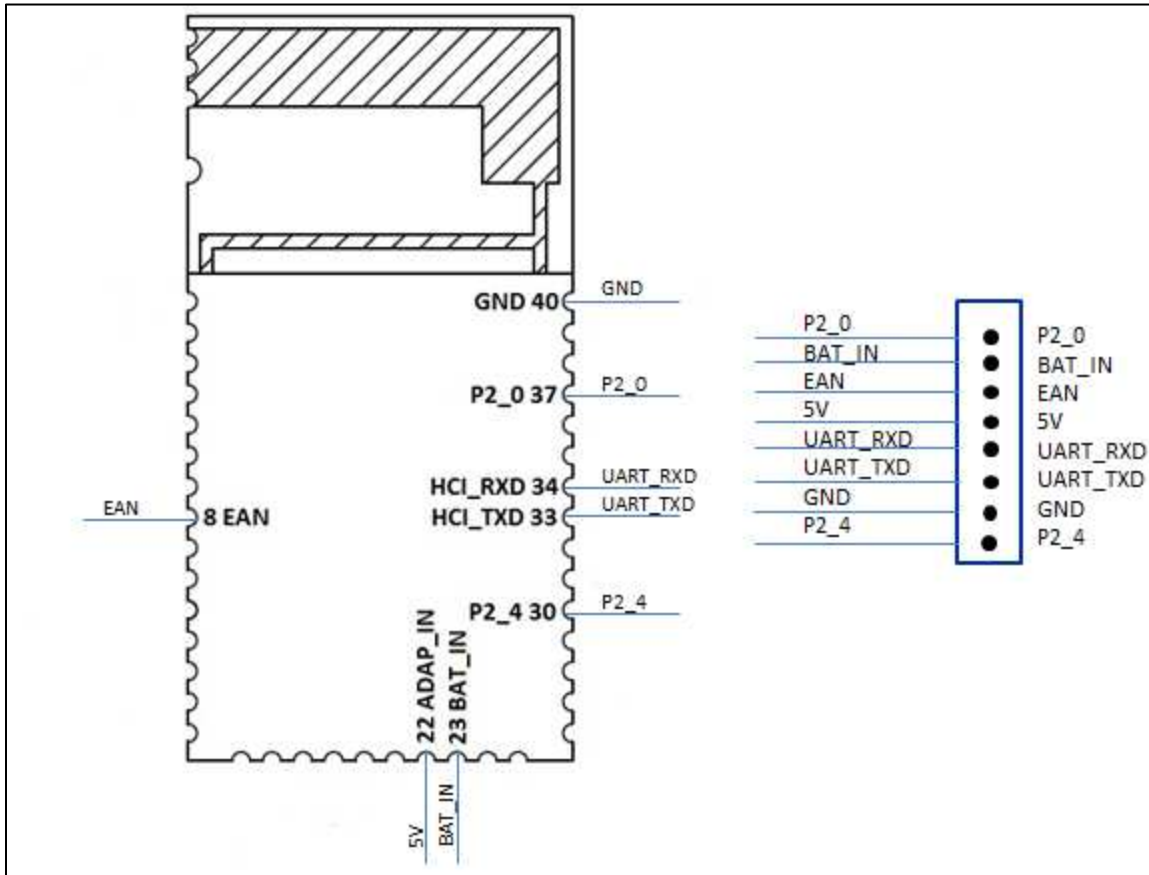 GND 40
GND
P2_0 37
P2_0
HCI_RXD 34
UART_RXD
HCI_TXD 33
UART_TXD
EAN
8 EAN
P2_4 30
P2_4
22 ADAP_IN
23 BAT_IN
5V
BAT_IN
P2_0
BAT_IN
EAN
5V
UART_RXD
UART_TXD
GND
P2_4
P2_0
BAT_IN
EAN
5V
UART_RXD
UART_TXD
GND
P2_4